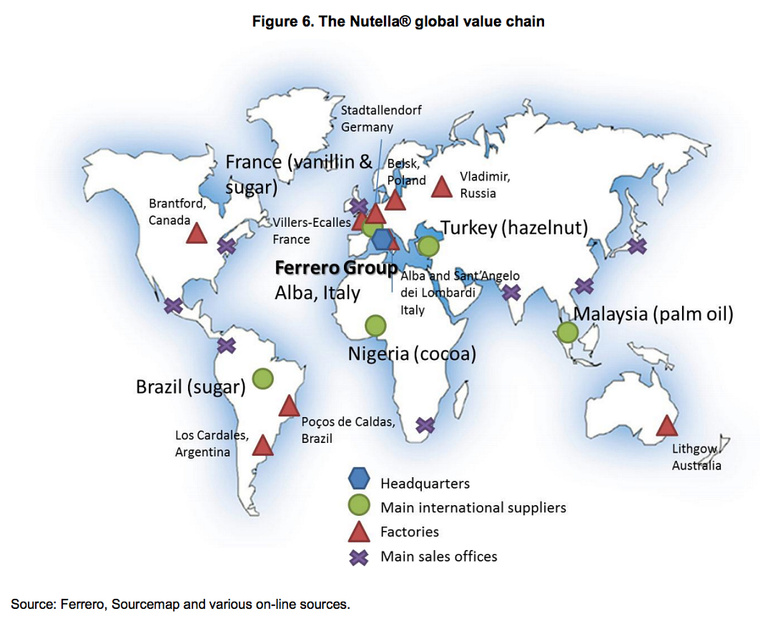 Figure 6. The Nutella® global value chain
Stadtallendorf
Germany
France (vanillin &
sugar)
Belsk,
Poland
Vladimir,
Russia
Brantford,
Canada
Villers-Ecalles
France
Turkey (hazelnut)
Ferrero Group
Alba, Italy
Alba and Sant'Angelo
dei Lombardi
Italy
Malaysia (palm oil)
Nigeria (cocoa)
Brazil (sugar)
Poços de Caldas,
Brazil
Los Cardales,
Argentina
Lithgow
Australia
Headquarters
Main international suppliers
Factories
Main sales offices
Source: Ferrero, Sourcemap and various on-line sources.